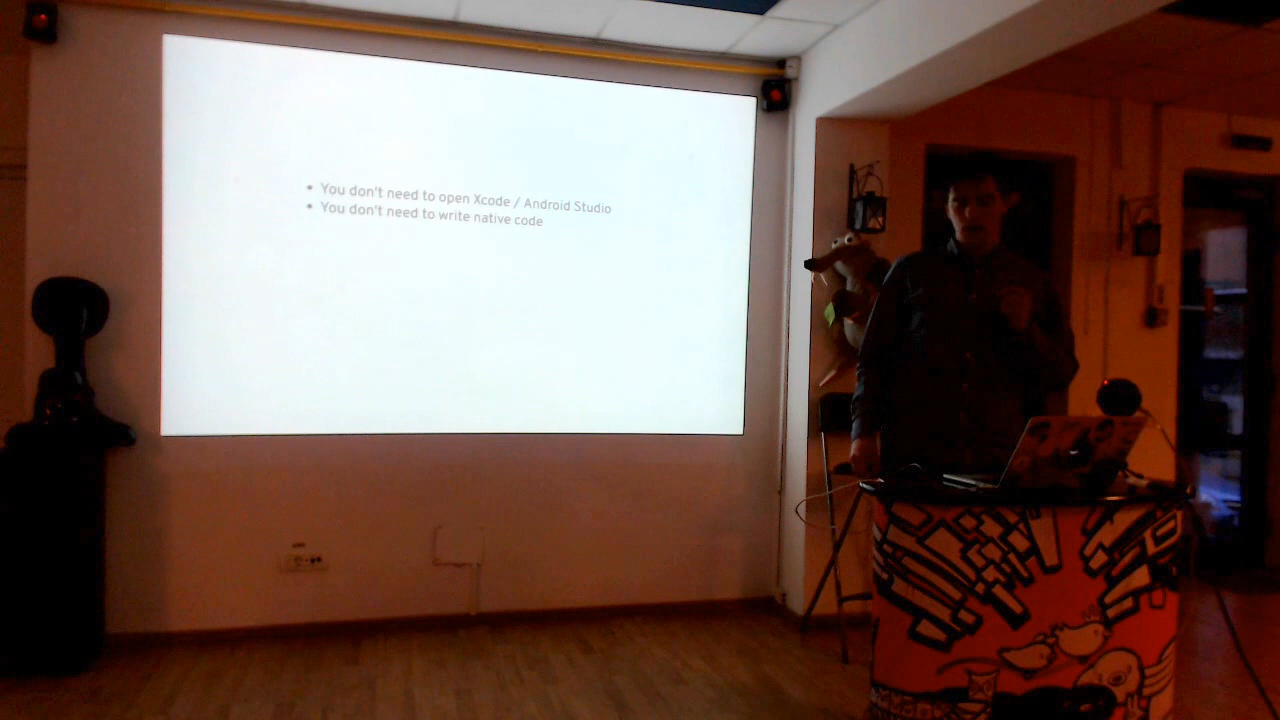 • You don't need to open Xcode / Android Studio
• You don't need to write native code